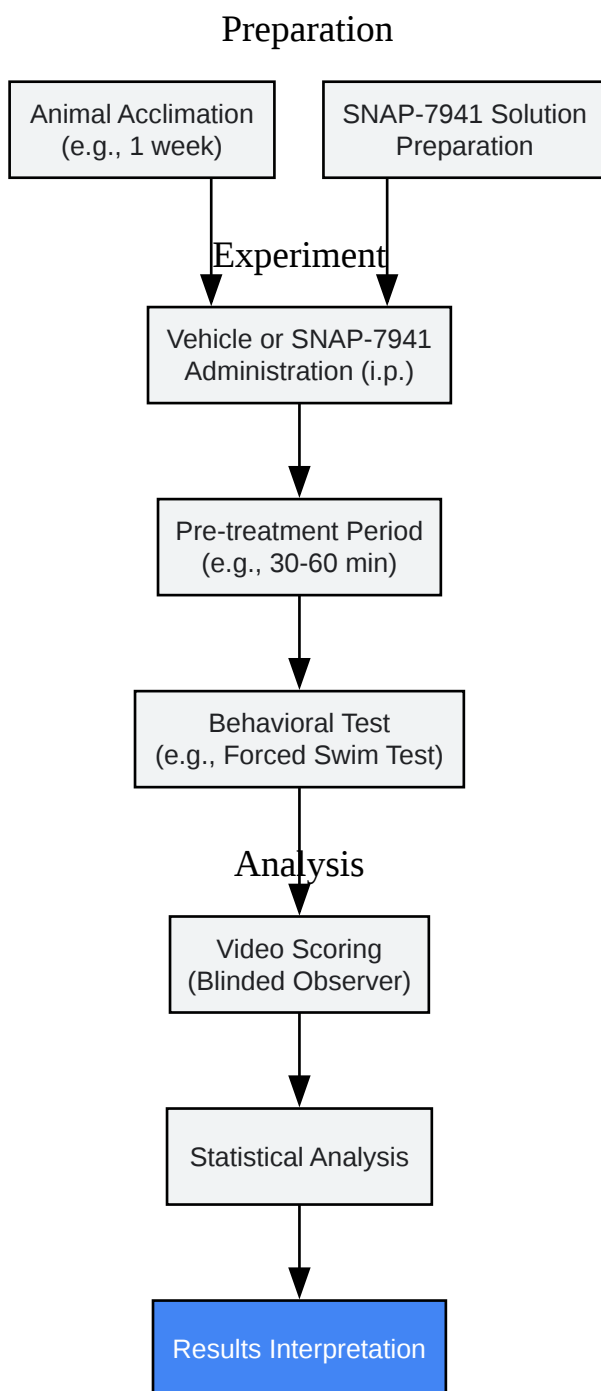 Preparation
Animal Acclimation
(e.g., 1 week)
SNAP-7941 Solution
Preparation
Experiment
Vehicle or SNAP-7941
Administration (i.p.)
Pre-treatment Period
(e.g., 30-60 min)
Behavioral Test
(e.g., Forced Swim Test)
Analysis
Video Scoring
(Blinded Observer)
Statistical Analysis
Results Interpretation